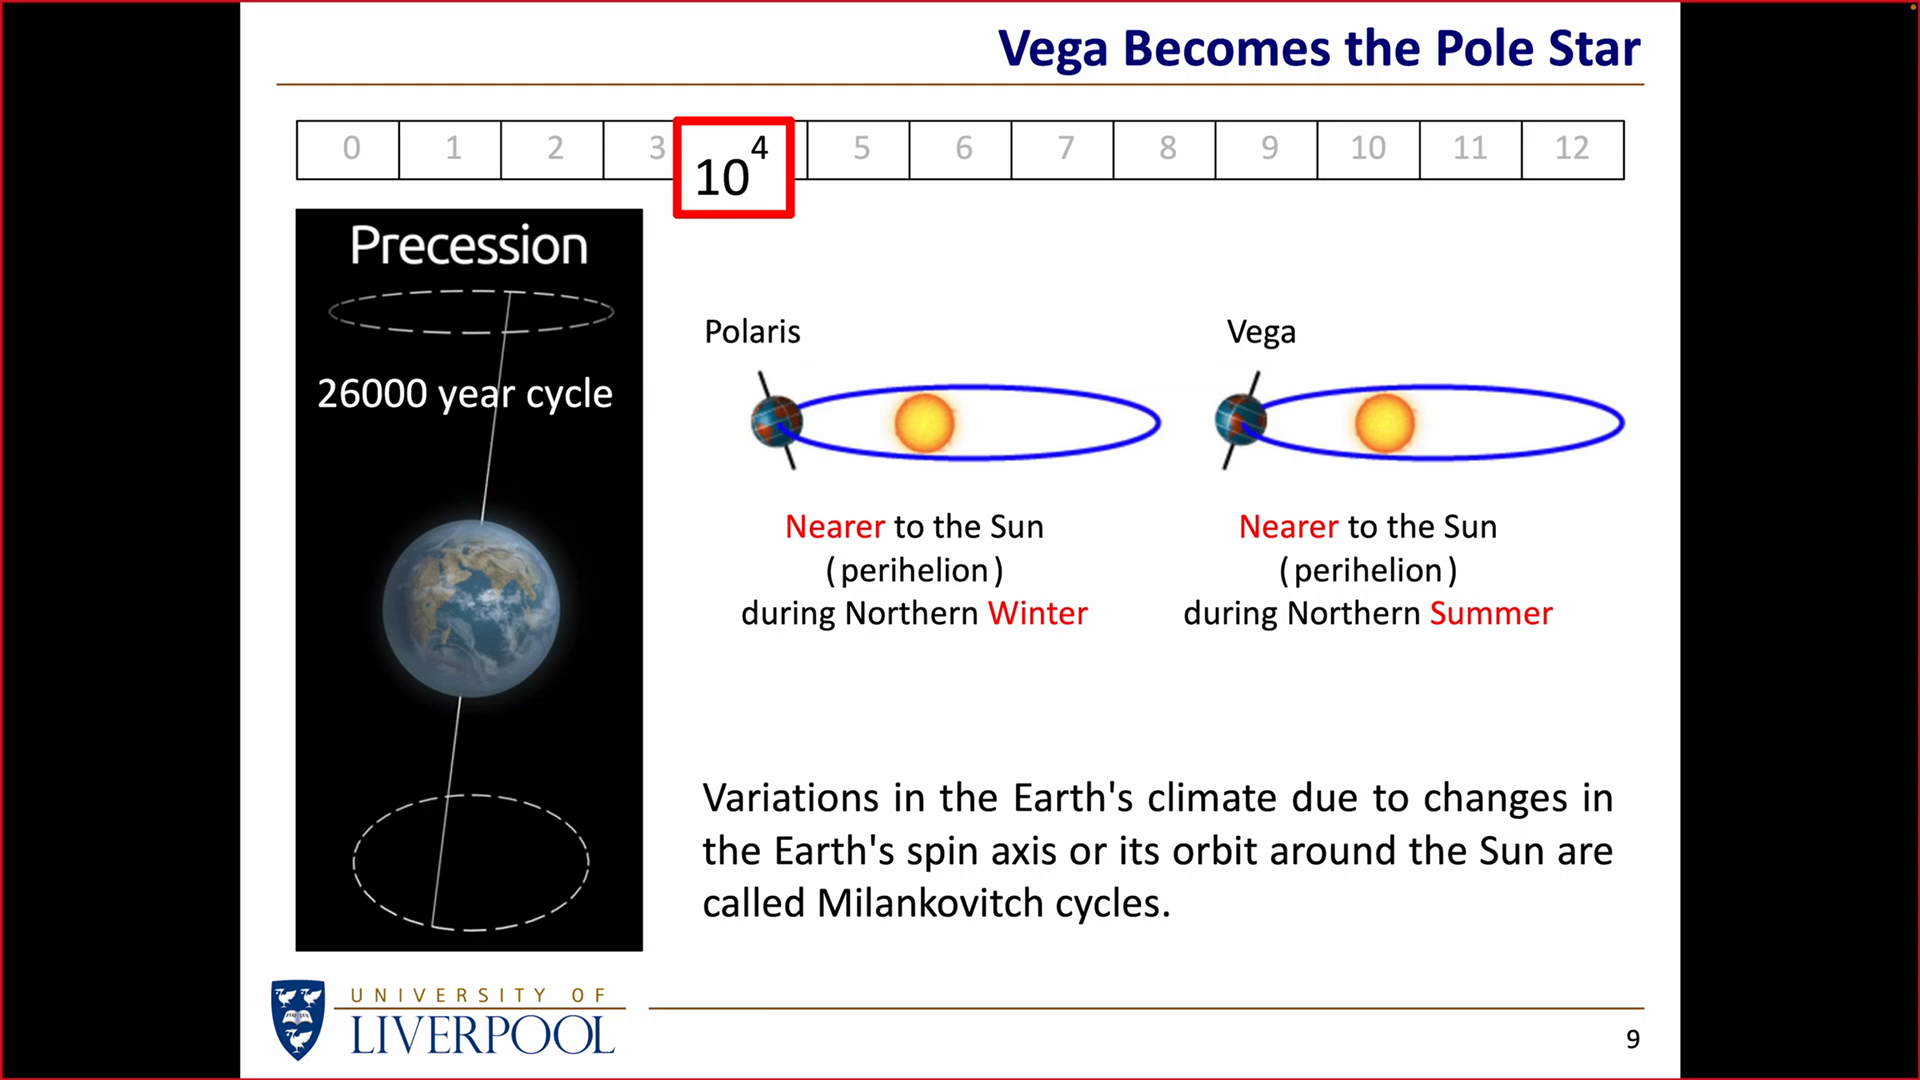 Vega Becomes the Pole Star
0 1 2 3 10⁴ 5 6 7 8 9 10 11 12
Precession
26000 year cycle
Polaris
Nearer to the Sun
(perihelion)
during Northern Winter
Vega
Nearer to the Sun
(perihelion)
during Northern Summer
Variations in the Earth's climate due to changes in
the Earth's spin axis or its orbit around the Sun are
called Milankovitch cycles.
UNIVERSITY OF
LIVERPOOL
9